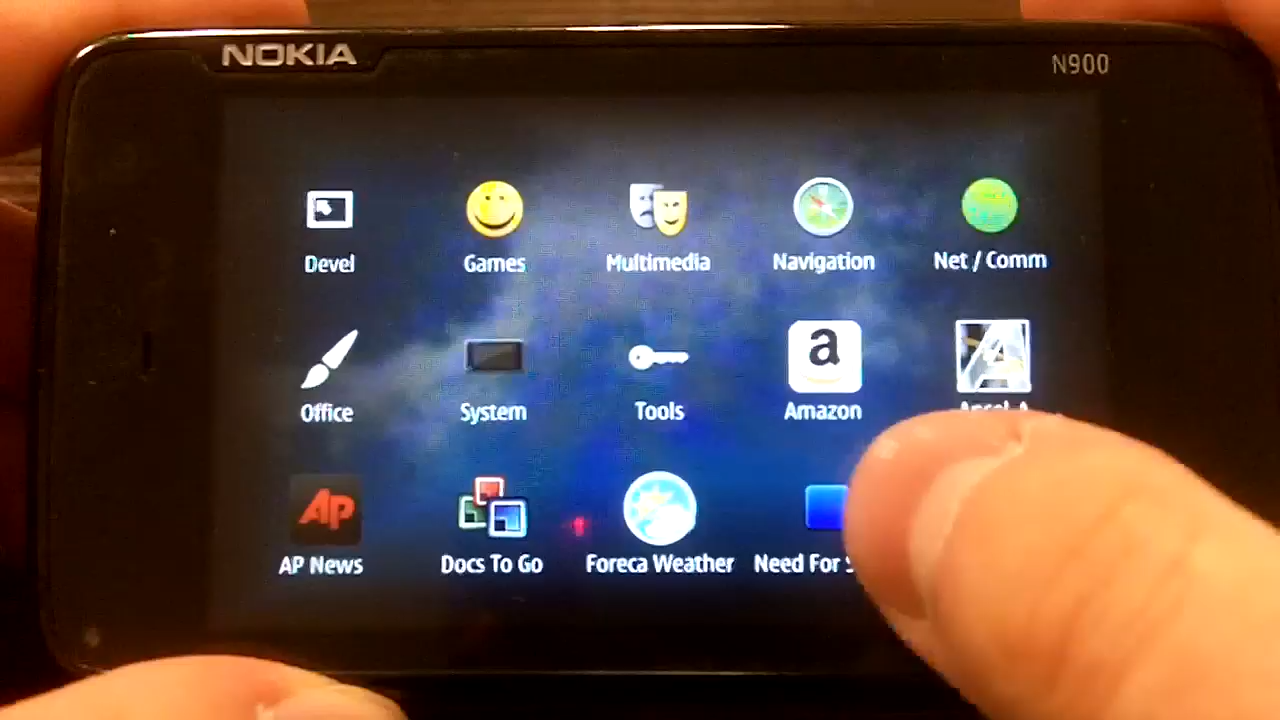 NOKIA
N900
Devel
Games
Multimedia
Navigation
Net / Comm
Office
System
Tools
a
Amazon
A
AP
AP News
Docs To Go
Foreca Weather
Need For